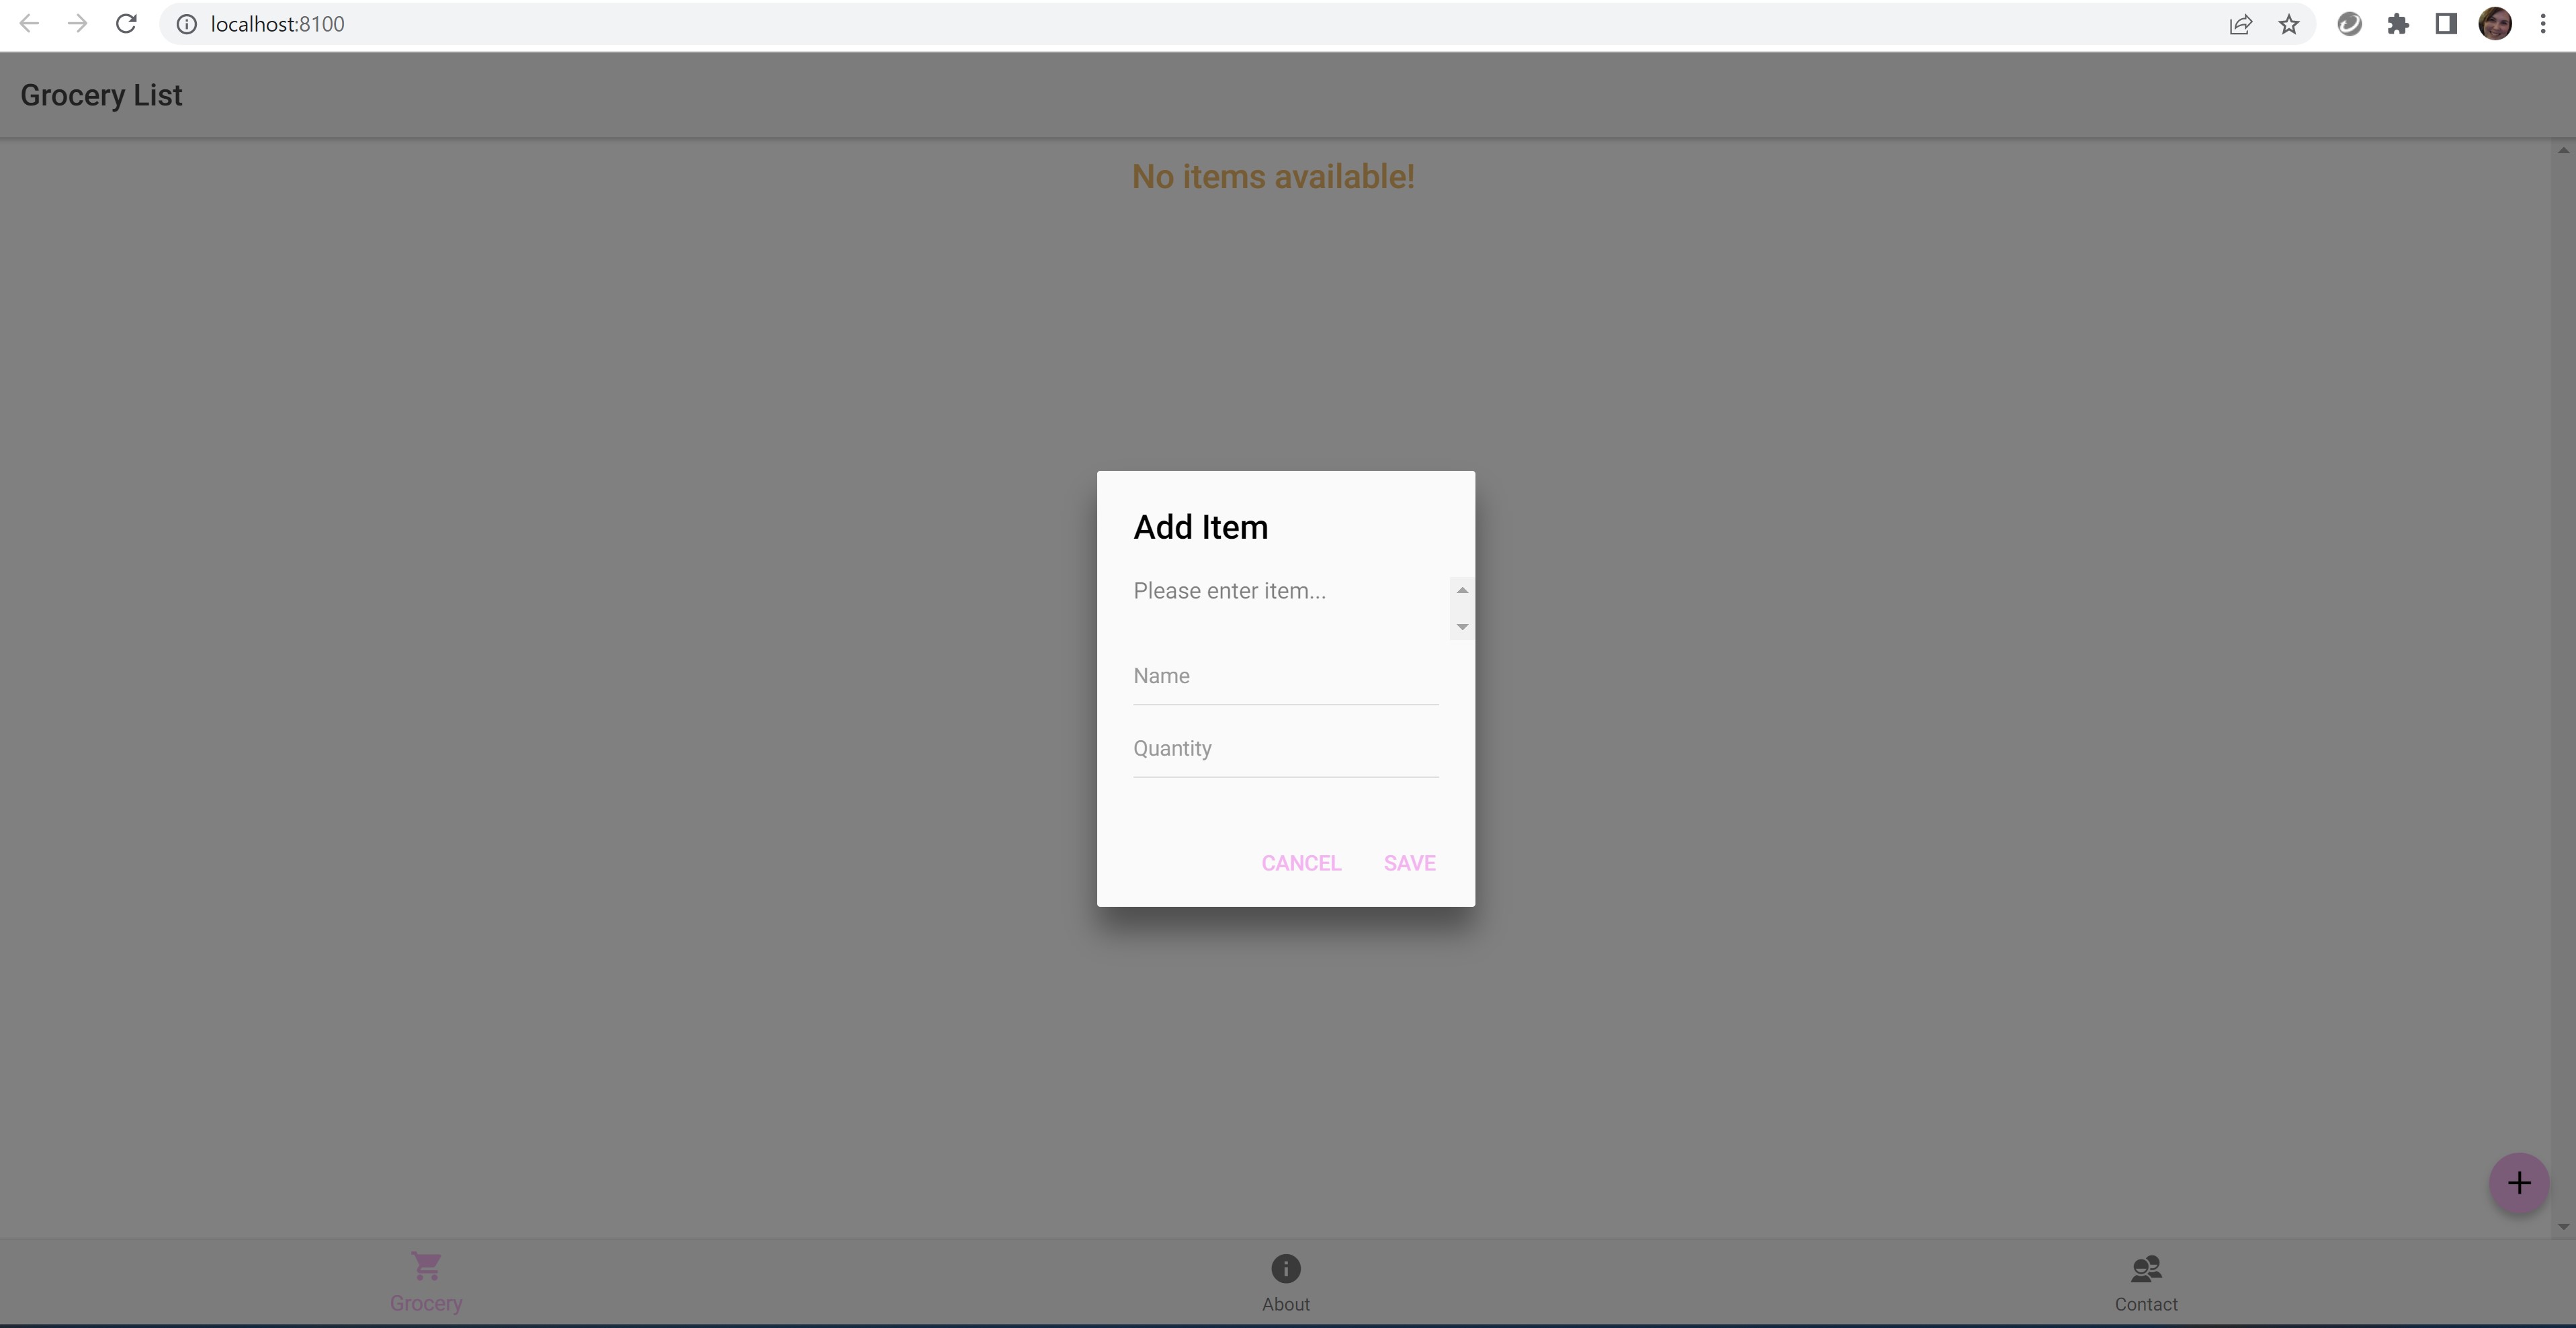 localhost:8100
Grocery List
No items available!
Add Item
Please enter item...
Name
Quantity
CANCEL SAVE
Grocery
About
Contact